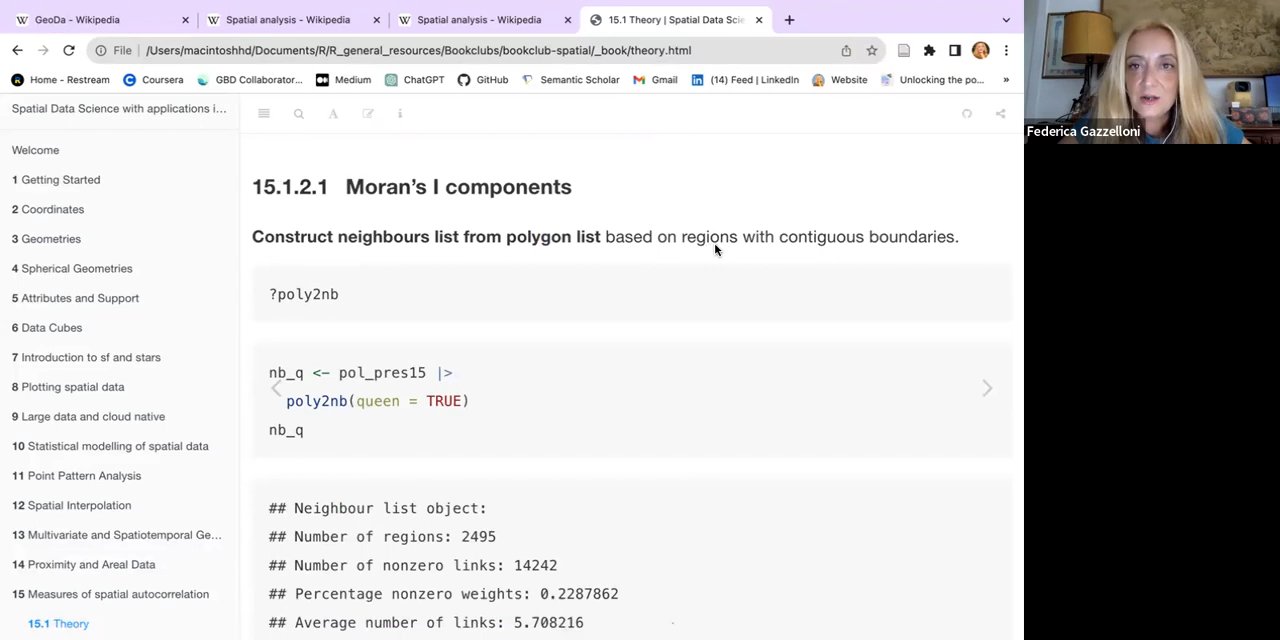 GeoDa - Wikipedia
Spatial analysis - Wikipedia
Spatial analysis - Wikipedia
15.1 Theory | Spatial Data Scie
File
/Users/macintoshhd/Documents/R/R_general_resources/Bookclubs/bookclub-spatial/_book/theory.html
Home - Restream
Coursera
GBD Collaborator...
Medium
ChatGPT
GitHub
Semantic Scholar
Gmail
(14) Feed | LinkedIn
Website
Unlocking the po...
»
Federica Gazzelloni
Spatial Data Science with applications i...
Welcome
1 Getting Started
2 Coordinates
3 Geometries
4 Spherical Geometries
5 Attributes and Support
6 Data Cubes
7 Introduction to sf and stars
8 Plotting spatial data
9 Large data and cloud native
10 Statistical modelling of spatial data
11 Point Pattern Analysis
12 Spatial Interpolation
13 Multivariate and Spatiotemporal Ge...
14 Proximity and Areal Data
15 Measures of spatial autocorrelation
15.1 Theory
15.1.2.1 Moran's I components
Construct neighbours list from polygon list based on regions with contiguous boundaries.
?poly2nb
nb_q <- pol_pres15 |>
poly2nb(queen = TRUE)
nb_q
## Neighbour list object:
## Number of regions: 2495
## Number of nonzero links: 14242
## Percentage nonzero weights: 0.2287862
## Average number of links: 5.708216